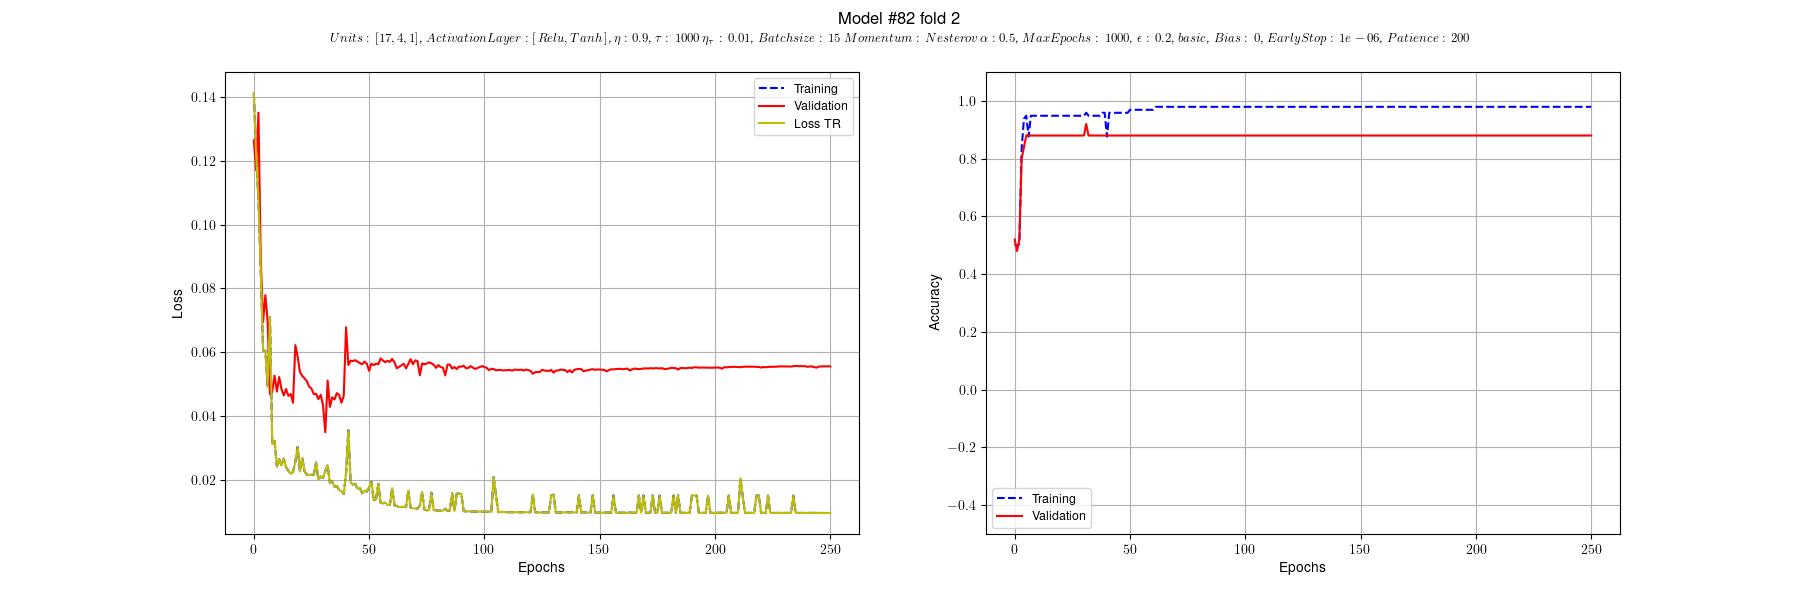 Model #82 fold 2
Units : [17, 4, 1], ActivationLayer : [Relu, Tanh], η : 0.9, τ : 1000 ητ : 0.01, Batchsize : 15 Momentum : Nesterov α : 0.5, MaxEpochs : 1000, ϵ : 0.2, basic, Bias : 0, EarlyStop : 1e − 06, Patience : 200
Training
Validation
Loss TR
0.14
0.12
0.10
0.08
0.06
0.04
0.02
Loss
0 50 100 150 200 250
Epochs
1.0
0.8
0.6
0.4
0.2
0.0
−0.2
−0.4
Accuracy
Training
Validation
0 50 100 150 200 250
Epochs